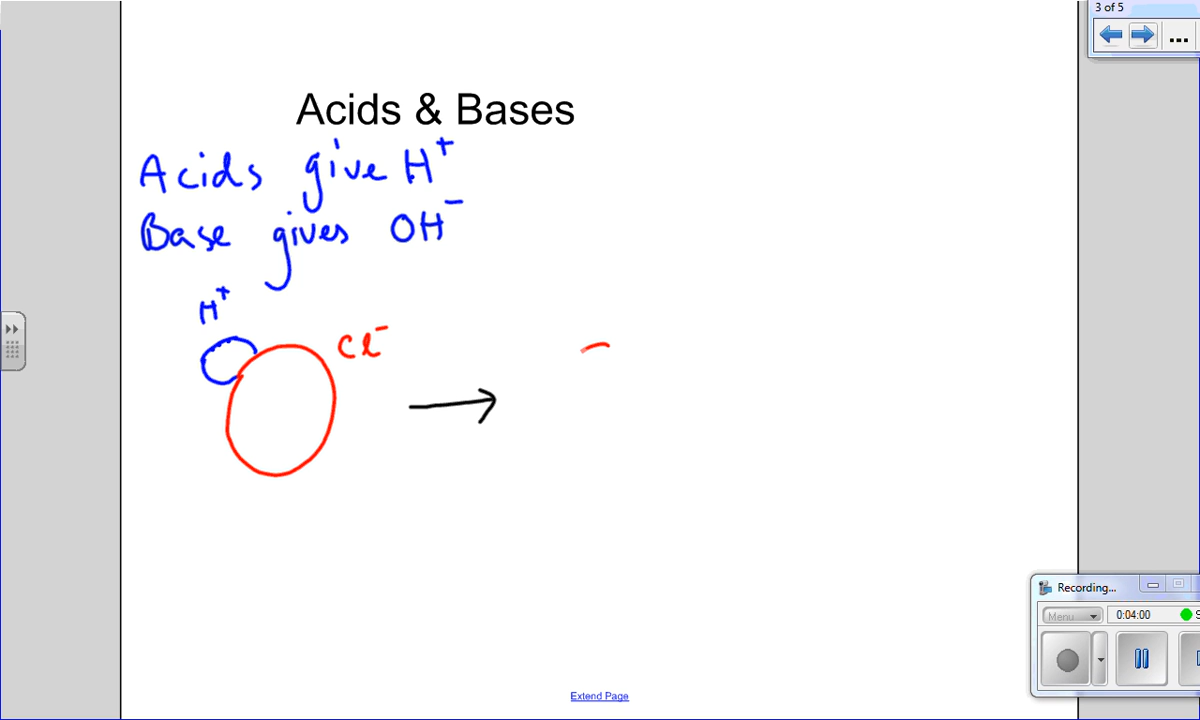 3 of 5
Acids & Bases
Acids give H⁺
Base gives OH⁻
H⁺
Cl⁻
Recording...
Menu
0:04:00
Extend Page